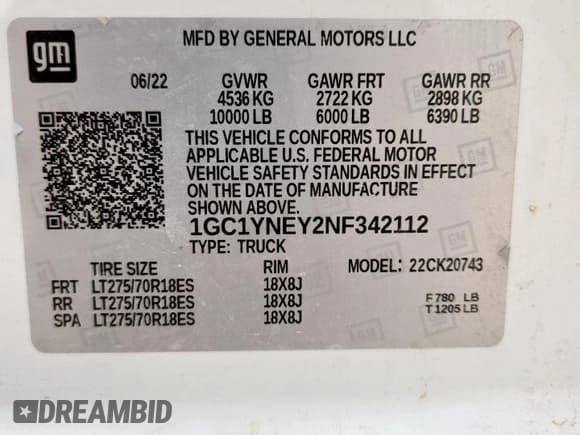 gm
MFD BY GENERAL MOTORS LLC
06/22 GVWR GAWR FRT GAWR RR
4536 KG 2722 KG 2898 KG
10000 LB 6000 LB 6390 LB
THIS VEHICLE CONFORMS TO ALL
APPLICABLE U.S. FEDERAL MOTOR
VEHICLE SAFETY STANDARDS IN EFFECT
ON THE DATE OF MANUFACTURE
SHOWN ABOVE.
1GC1YNEY2NF342112
TYPE: TRUCK
TIRE SIZE RIM MODEL: 22CK20743
FRT LT275/70R18ES 18X8J
RR LT275/70R18ES 18X8J F 780 LB
SPA LT275/70R18ES 18X8J T 1205 LB
DREAMBID